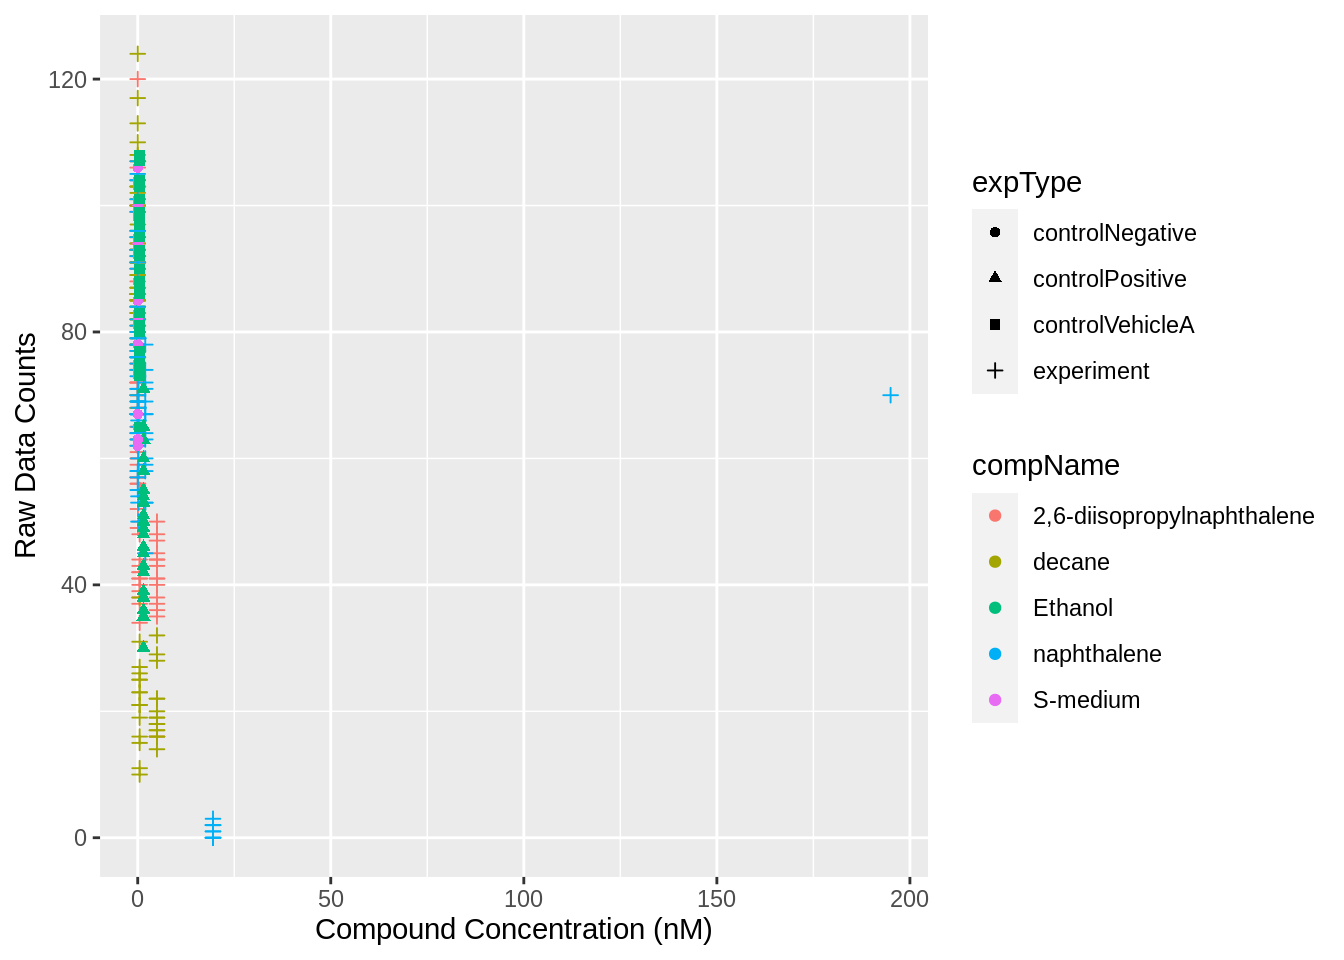 120
80
40
0
Raw Data Counts
0
50
100
150
200
Compound Concentration (nM)
expType
controlNegative
controlPositive
controlVehicleA
experiment
compName
2,6-diisopropylnaphthalene
decane
Ethanol
naphthalene
S-medium